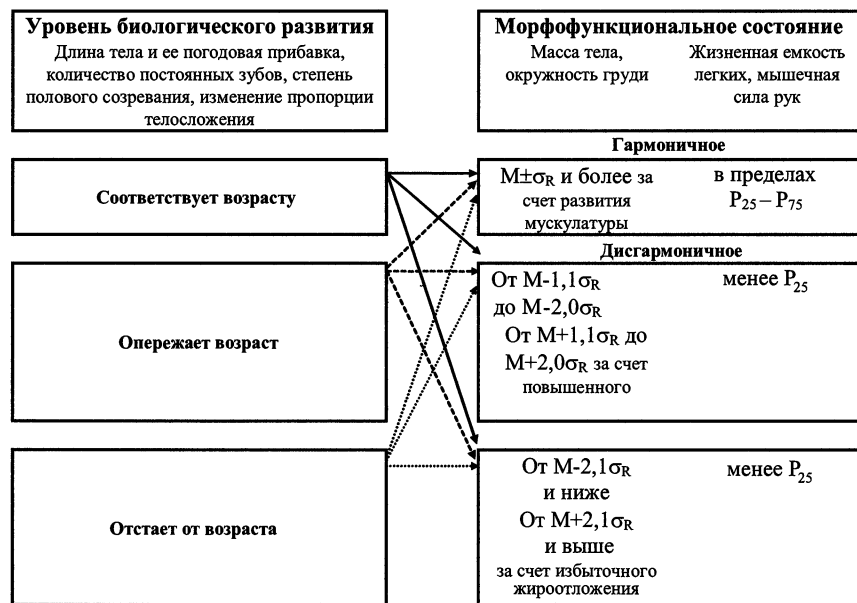 Уровень биологического развития
Длина тела и ее погодовая прибавка,
количество постоянных зубов, степень
полового созревания, изменение пропорции
телосложения
Морфофункциональное состояние
Масса тела,
окружность груди
Жизненная емкость
легких, мышечная
сила рук
Гармоничное
Соответствует возрасту
M±σR и более за
счет развития
мускулатуры
в пределах
P25 – P75
Дисгармоничное
Опережает возраст
От M-1,1σR
до M-2,0σR
От M+1,1σR до
M+2,0σR за счет
повышенного
менее P25
Отстает от возраста
От M-2,1σR
и ниже
От M+2,1σR
и выше
за счет избыточного
жироотложения
менее P25